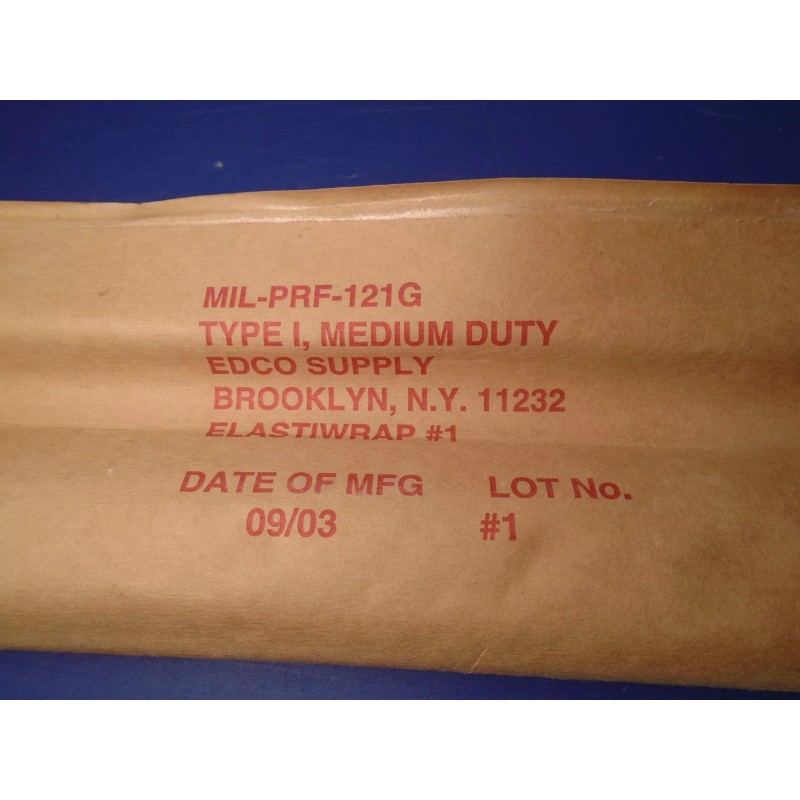 MIL-PRF-121G
TYPE I, MEDIUM DUTY
EDCO SUPPLY
BROOKLYN, N.Y. 11232
ELASTIWRAP #1
DATE OF MFG LOT No.
09/03 #1